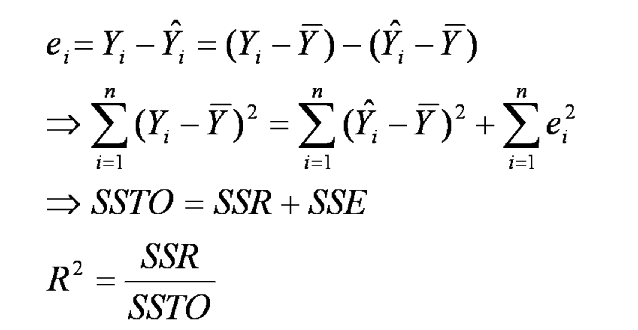 e_i = Y_i − Ŷ_i = (Y_i − Ȳ) − (Ŷ_i − Ȳ)
⇒ ∑_{i=1}^{n} (Y_i − Ȳ)² = ∑_{i=1}^{n} (Ŷ_i − Ȳ)² + ∑_{i=1}^{n} e_i²
⇒ SSTO = SSR + SSE
R² = SSR / SSTO